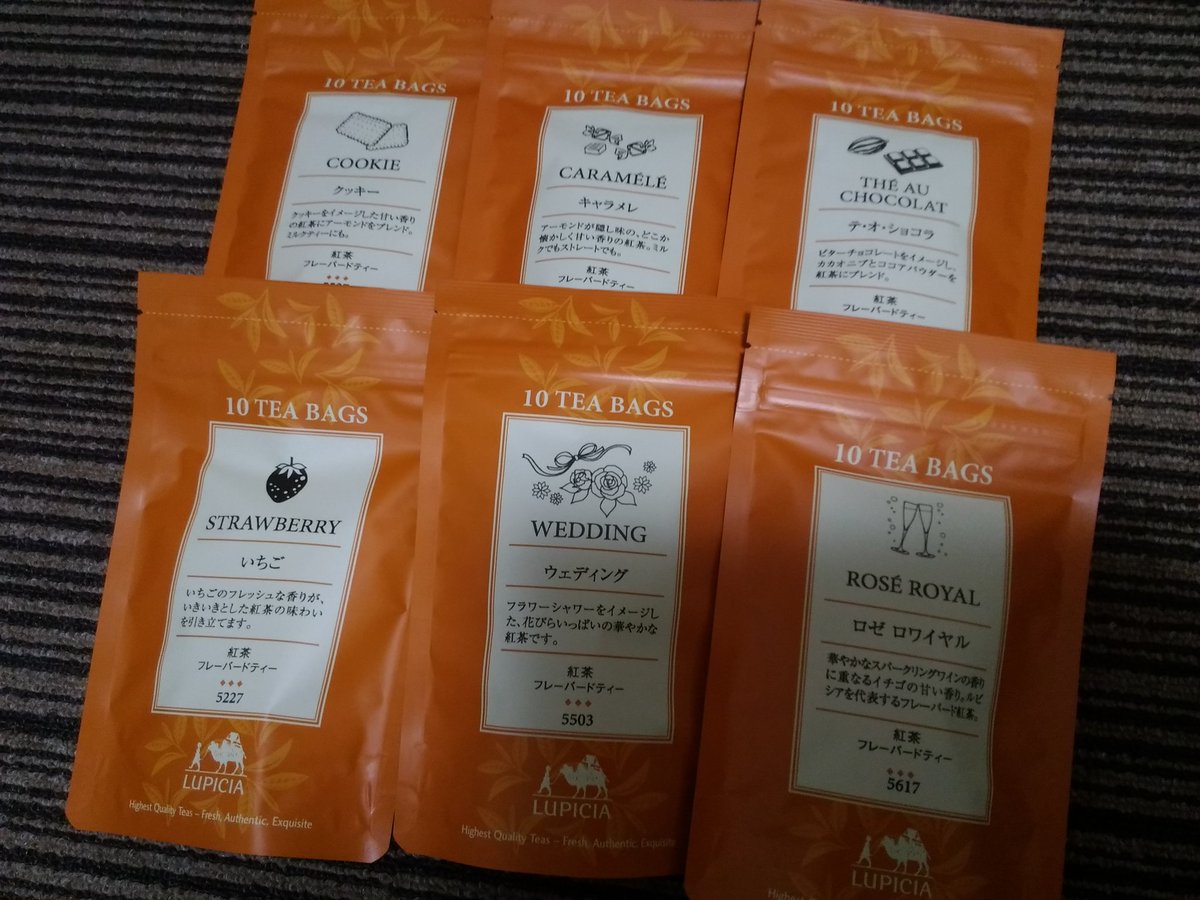 10 TEA BAGS
COOKIE
クッキー
クッキーをイメージした甘い香り
の紅茶にアーモンドをブレンド。
ミルクティーにも。
紅茶
フレーバードティー
10 TEA BAGS
CARAMÉLÉ
キャラメレ
アーモンドが隠し味の、どこか
懐かしく甘い香りの紅茶。ミル
クでもストレートでも。
紅茶
フレーバードティー
10 TEA BAGS
THÉ AU
CHOCOLAT
テ・オ・ショコラ
ビターチョコレートをイメージし、
カカオニブとココアパウダーを
紅茶にブレンド。
紅茶
フレーバードティー
10 TEA BAGS
STRAWBERRY
いちご
いちごのフレッシュな香りが、
いきいきとした紅茶の味わい
を引き立てます。
紅茶
フレーバードティー
5227
LUPICIA
Highest Quality Teas – Fresh, Authentic, Exquisite
10 TEA BAGS
WEDDING
ウェディング
フラワーシャワーをイメージし
た、花びらいっぱいの華やかな
紅茶です。
紅茶
フレーバードティー
5503
LUPICIA
Highest Quality Teas – Fresh, Authentic, Exquisite
10 TEA BAGS
ROSÉ ROYAL
ロゼ ロワイヤル
華やかなスパークリングワインの香り
に重なるイチゴの甘い香り。ルピ
シアを代表するフレーバード紅茶。
紅茶
フレーバードティー
5617
LUPICIA